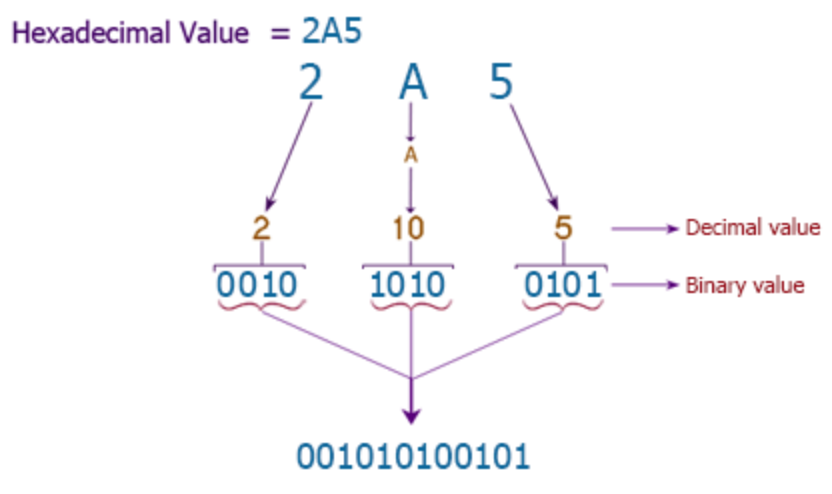 Hexadecimal Value = 2A5
2 A 5
A
2 10 5 Decimal value
0010 1010 0101 Binary value
001010100101